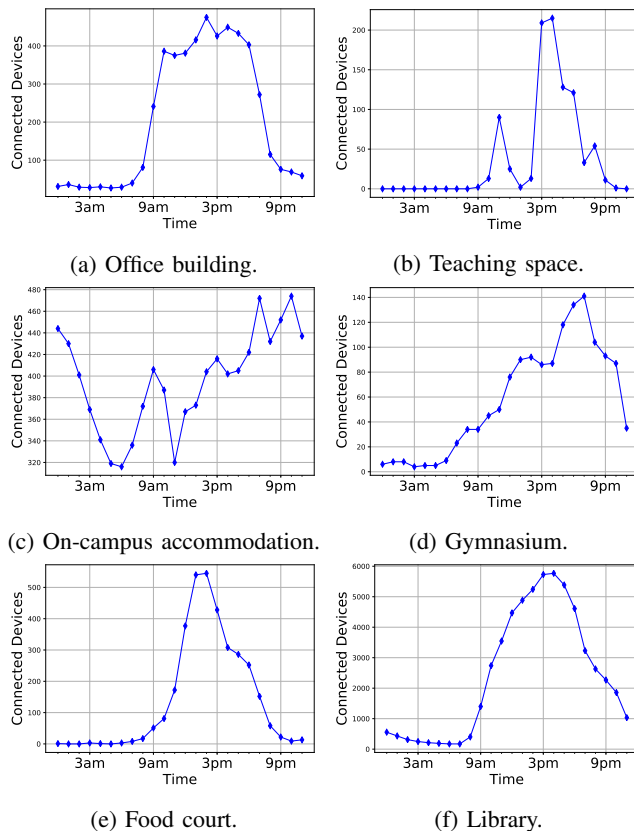 Connected Devices
400
300
200
100
3am 9am 3pm 9pm
Time
(a) Office building.
Connected Devices
200
150
100
50
0
3am 9am 3pm 9pm
Time
(b) Teaching space.
Connected Devices
480
460
440
420
400
380
360
340
320
3am 9am 3pm 9pm
Time
(c) On-campus accommodation.
Connected Devices
140
120
100
80
60
40
20
0
3am 9am 3pm 9pm
Time
(d) Gymnasium.
Connected Devices
500
400
300
200
100
0
3am 9am 3pm 9pm
Time
(e) Food court.
Connected Devices
6000
5000
4000
3000
2000
1000
0
3am 9am 3pm 9pm
Time
(f) Library.